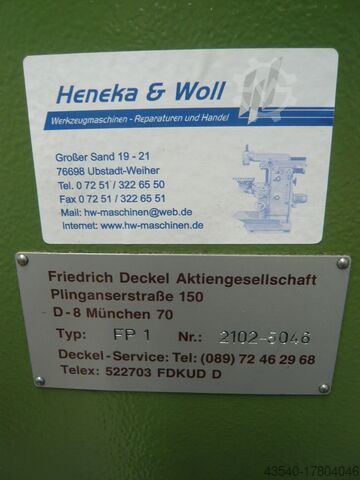 Heneka & Woll
Werkzeugmaschinen - Reparaturen und Handel
Großer Sand 19 - 21
76698 Ubstadt-Weiher
Tel. 0 72 51 / 322 65 50
Fax 0 72 51 / 322 65 51
Mail: hw-maschinen@web.de
Internet: www.hw-maschinen.de
Friedrich Deckel Aktiengesellschaft
Plinganserstraße 150
D-8 München 70
Typ: FP 1 Nr.: 2102-5046
Deckel-Service: Tel: (089) 72 46 29 68
Telex: 522703 FDKUD D
43540-17804046